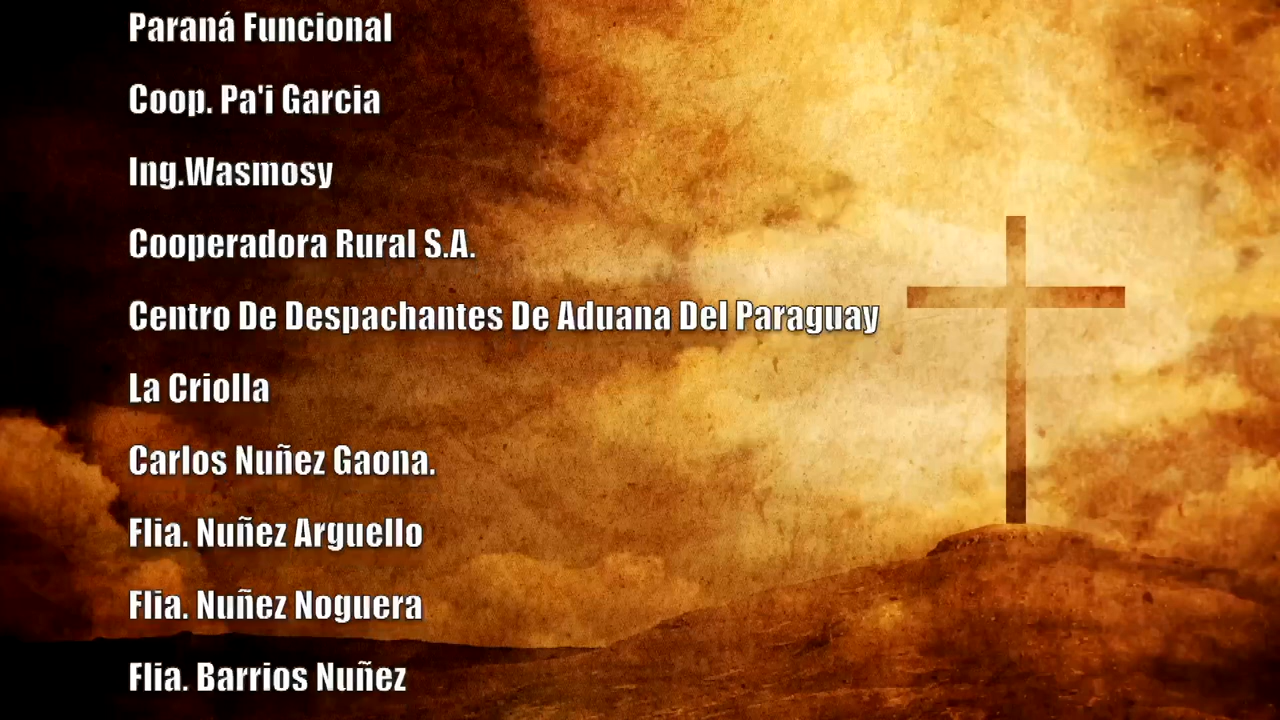 Paraná Funcional
Coop. Pa'i Garcia
Ing.Wasmosy
Cooperadora Rural S.A.
Centro De Despachantes De Aduana Del Paraguay
La Criolla
Carlos Nuñez Gaona.
Flia. Nuñez Arguello
Flia. Nuñez Noguera
Flia. Barrios Nuñez